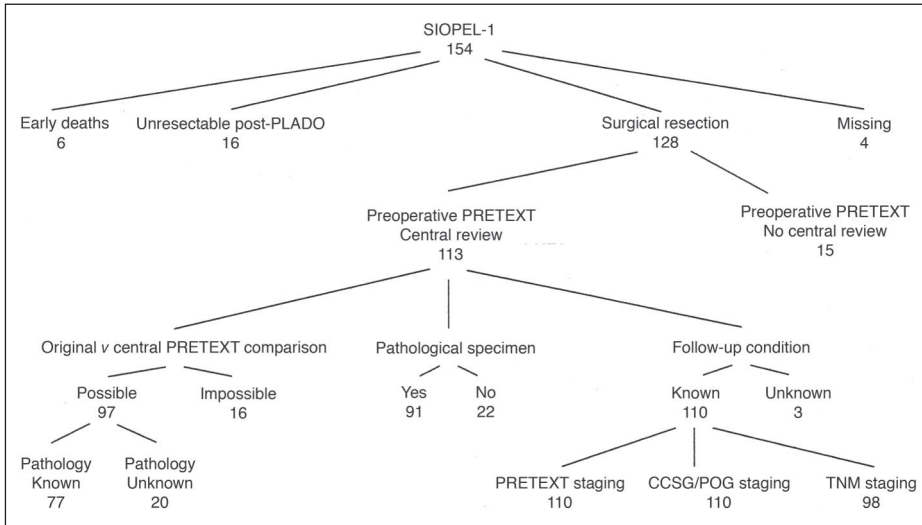 SIOPEL-1
154
Early deaths
6
Unresectable post-PLADO
16
Surgical resection
128
Missing
4
Preoperative PRETEXT
Central review
113
Preoperative PRETEXT
No central review
15
Original v central PRETEXT comparison
Pathological specimen
Follow-up condition
Possible
97
Impossible
16
Yes
91
No
22
Known
110
Unknown
3
Pathology
Known
77
Pathology
Unknown
20
PRETEXT staging
110
CCSG/POG staging
110
TNM staging
98